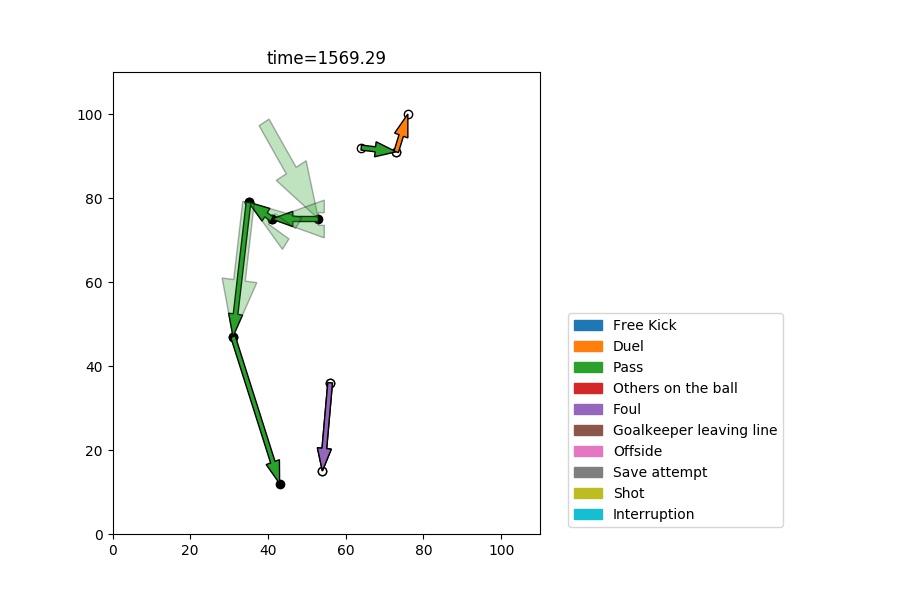 time=1569.29
100
80
60
40
20
0
0 20 40 60 80 100
Free Kick
Duel
Pass
Others on the ball
Foul
Goalkeeper leaving line
Offside
Save attempt
Shot
Interruption